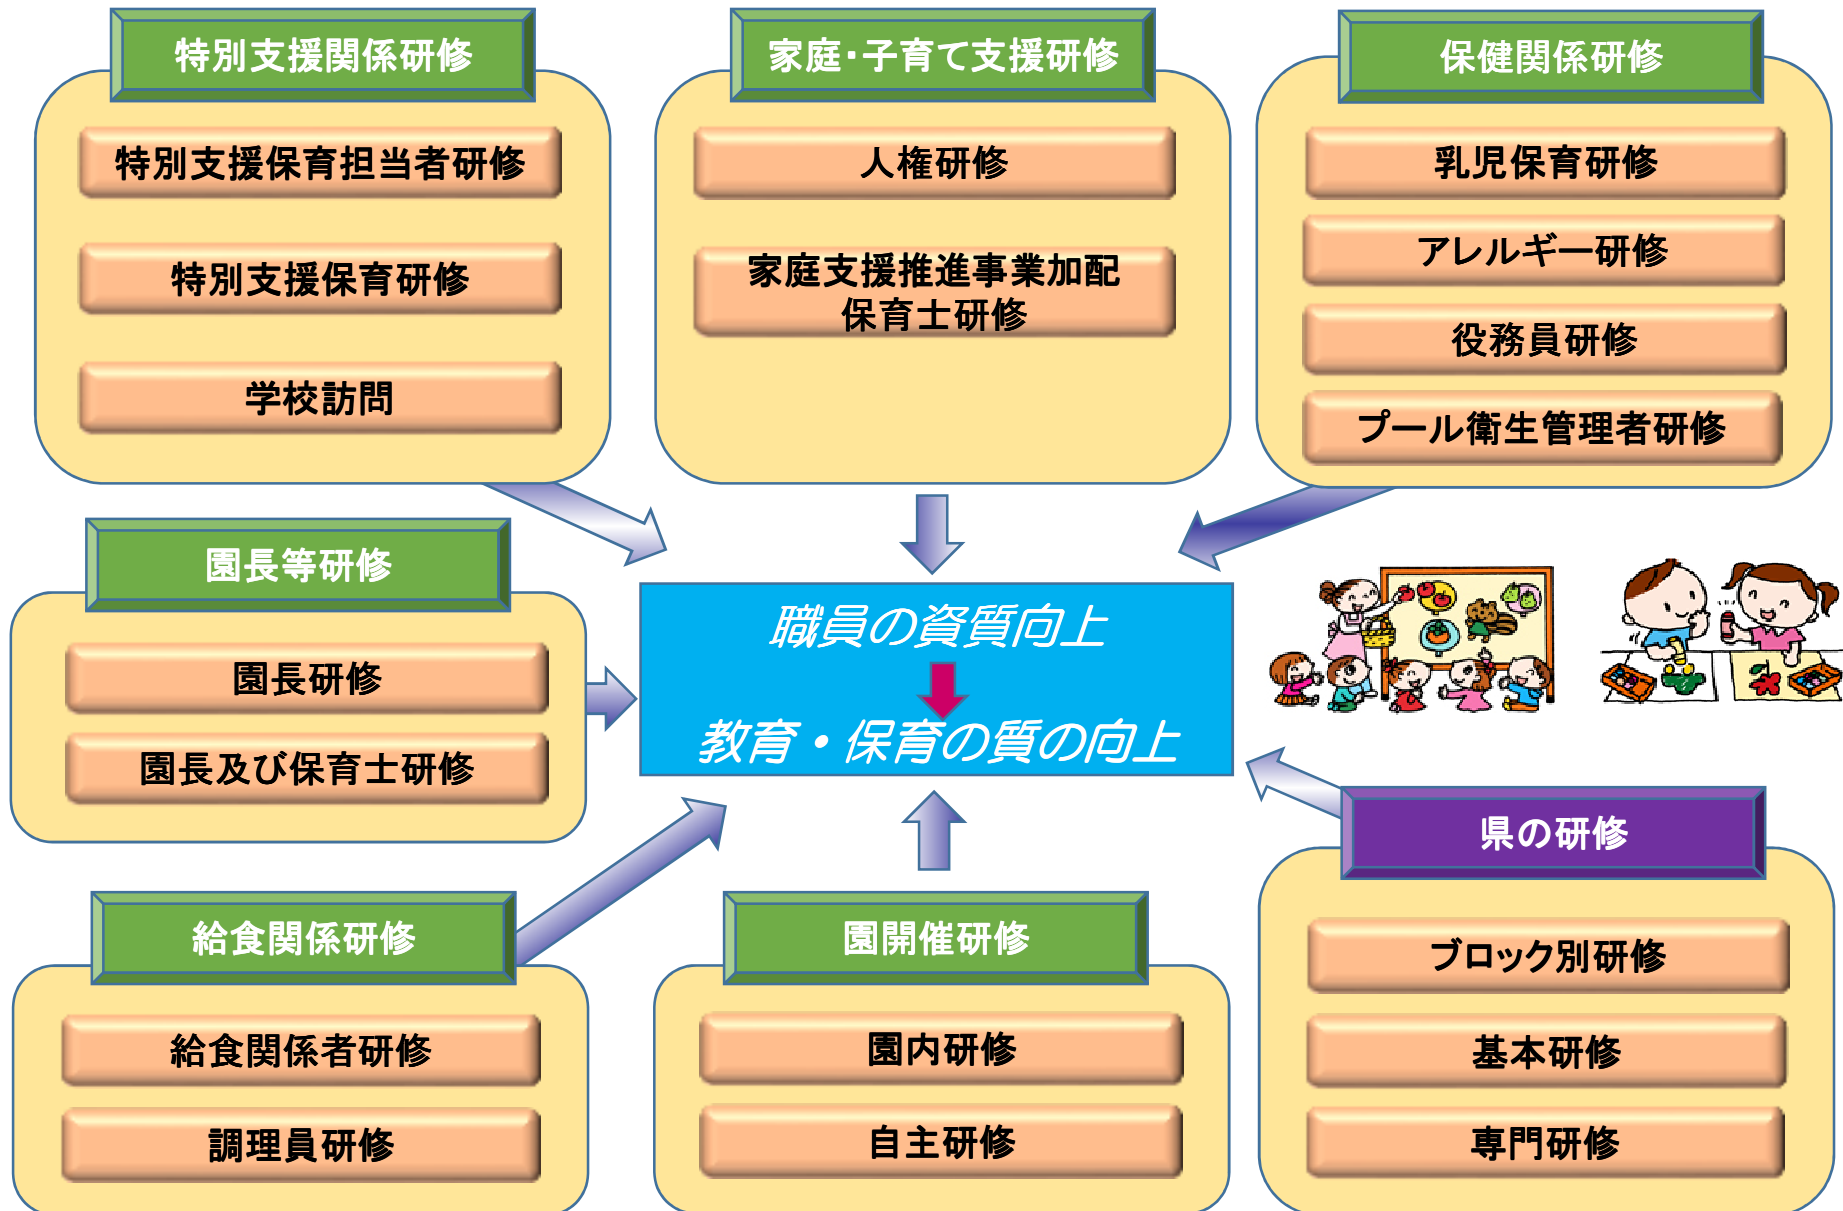 特別支援関係研修
特別支援保育担当者研修
特別支援保育研修
学校訪問
家庭・子育て支援研修
人権研修
家庭支援推進事業加配
保育士研修
保健関係研修
乳児保育研修
アレルギー研修
役務員研修
プール衛生管理者研修
園長等研修
園長研修
園長及び保育士研修
職員の資質向上
教育・保育の質の向上
給食関係研修
給食関係者研修
調理員研修
園開催研修
園内研修
自主研修
県の研修
ブロック別研修
基本研修
専門研修